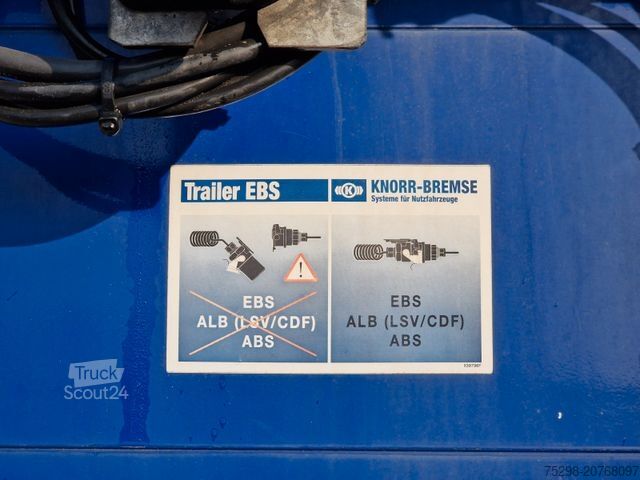 Trailer EBS
K KNORR-BREMSE
Systeme für Nutzfahrzeuge
EBS
ALB (LSV/CDF)
ABS
EBS
ALB (LSV/CDF)
ABS
Truck
Scout24
75298-20768097